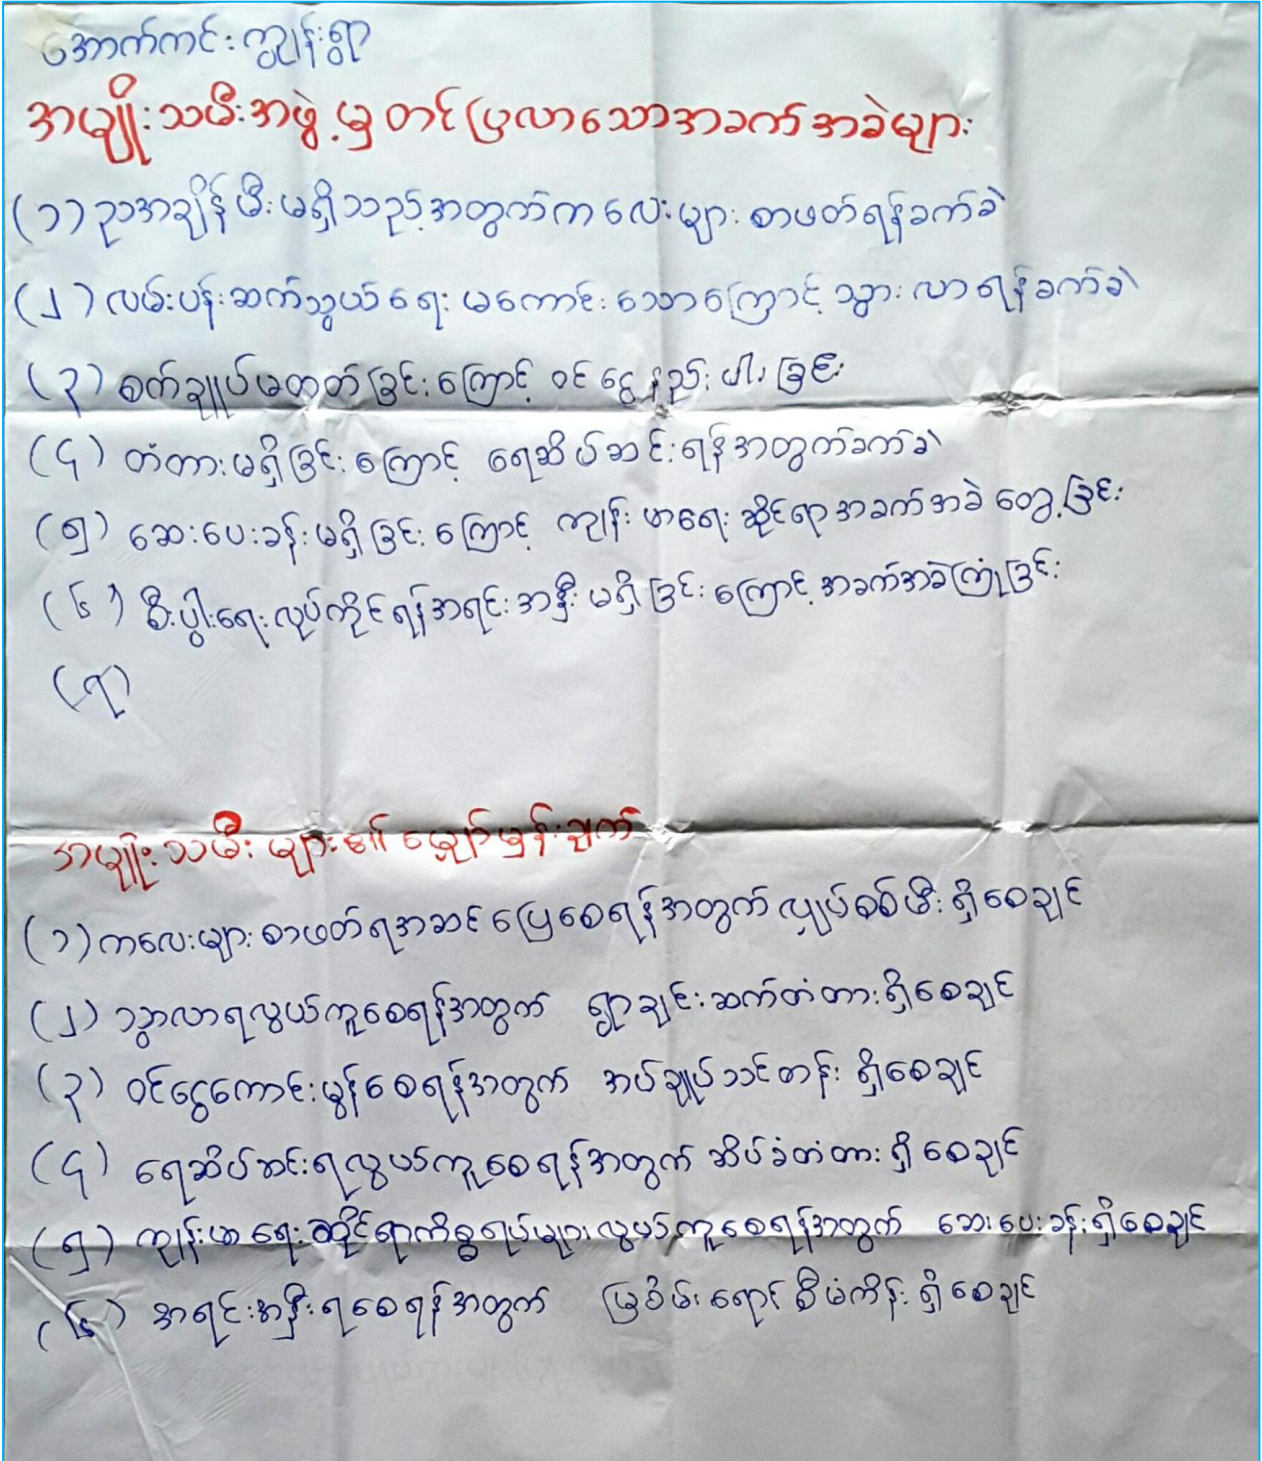 အောက်ကင်းကျွန်းရွာ
အမျိုးသမီးအဖွဲ့မှ တင်ပြလာသောအခက်အခဲများ
(၁) ညအချိန်မီးမရှိသည့်အတွက်ကလေးများ စာဖတ်ရန်ခက်ခဲ
(၂) လမ်းပန်းဆက်သွယ်ရေး မကောင်းသောကြောင့် သွားလာရန်ခက်ခဲ
(၃) စက်ချုပ်မတတ်ခြင်းကြောင့် ဝင်ငွေနည်းပါးခြင်း
(၄) တံတားမရှိခြင်းကြောင့် ရေဆိပ်ဆင်းရန်အတွက်ခက်ခဲ
(၅) ဆေးပေးခန်းမရှိခြင်းကြောင့် ကျန်းမာရေးဆိုင်ရာအခက်အခဲတွေ့ခြင်း
(၆) စီးပွါးရေးလုပ်ကိုင်ရန်အရင်းအနှီးမရှိခြင်းကြောင့်အခက်အခဲကြုံခြင်း
(၇)
အမျိုးသမီးများ၏ မျှော်မှန်းချက်
(၁) ကလေးများစာဖတ်ရအဆင်ပြေစေရန်အတွက်လျှပ်စစ်မီးရှိစေချင်
(၂) သွားလာရလွယ်ကူစေရန်အတွက် ရွာချင်းဆက်တံတားရှိစေချင်
(၃) ဝင်ငွေကောင်းမွန်စေရန်အတွက် အပ်ချုပ်သင်တန်းရှိစေချင်
(၄) ရေဆိပ်ဆင်းရလွယ်ကူစေရန်အတွက် ဆိပ်ခံတံတားရှိစေချင်
(၅) ကျန်းမာရေးဆိုင်ရာကိစ္စရပ်များလွယ်ကူစေရန်အတွက် ဆေးပေးခန်းရှိစေချင်
(၆) အရင်းအနှီးရစေရန်အတွက် မြစိမ်းရောင်စီမံကိန်းရှိစေချင်